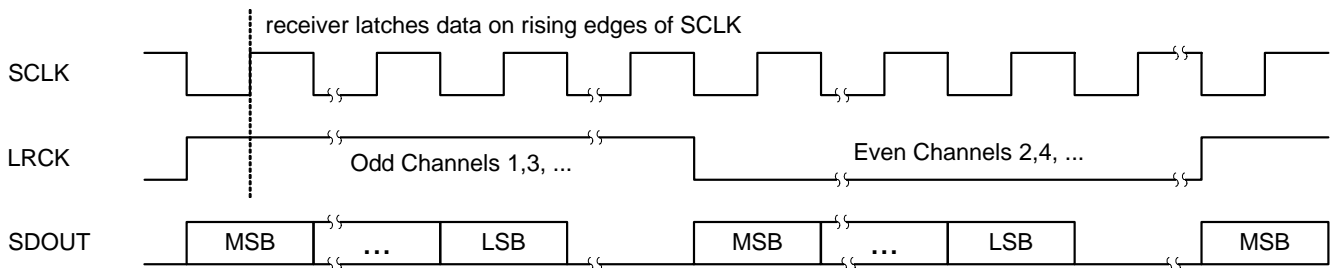 receiver latches data on rising edges of SCLK
SCLK
LRCK
Odd Channels 1,3, ...
Even Channels 2,4, ...
SDOUT
MSB
...
LSB
MSB
...
LSB
MSB